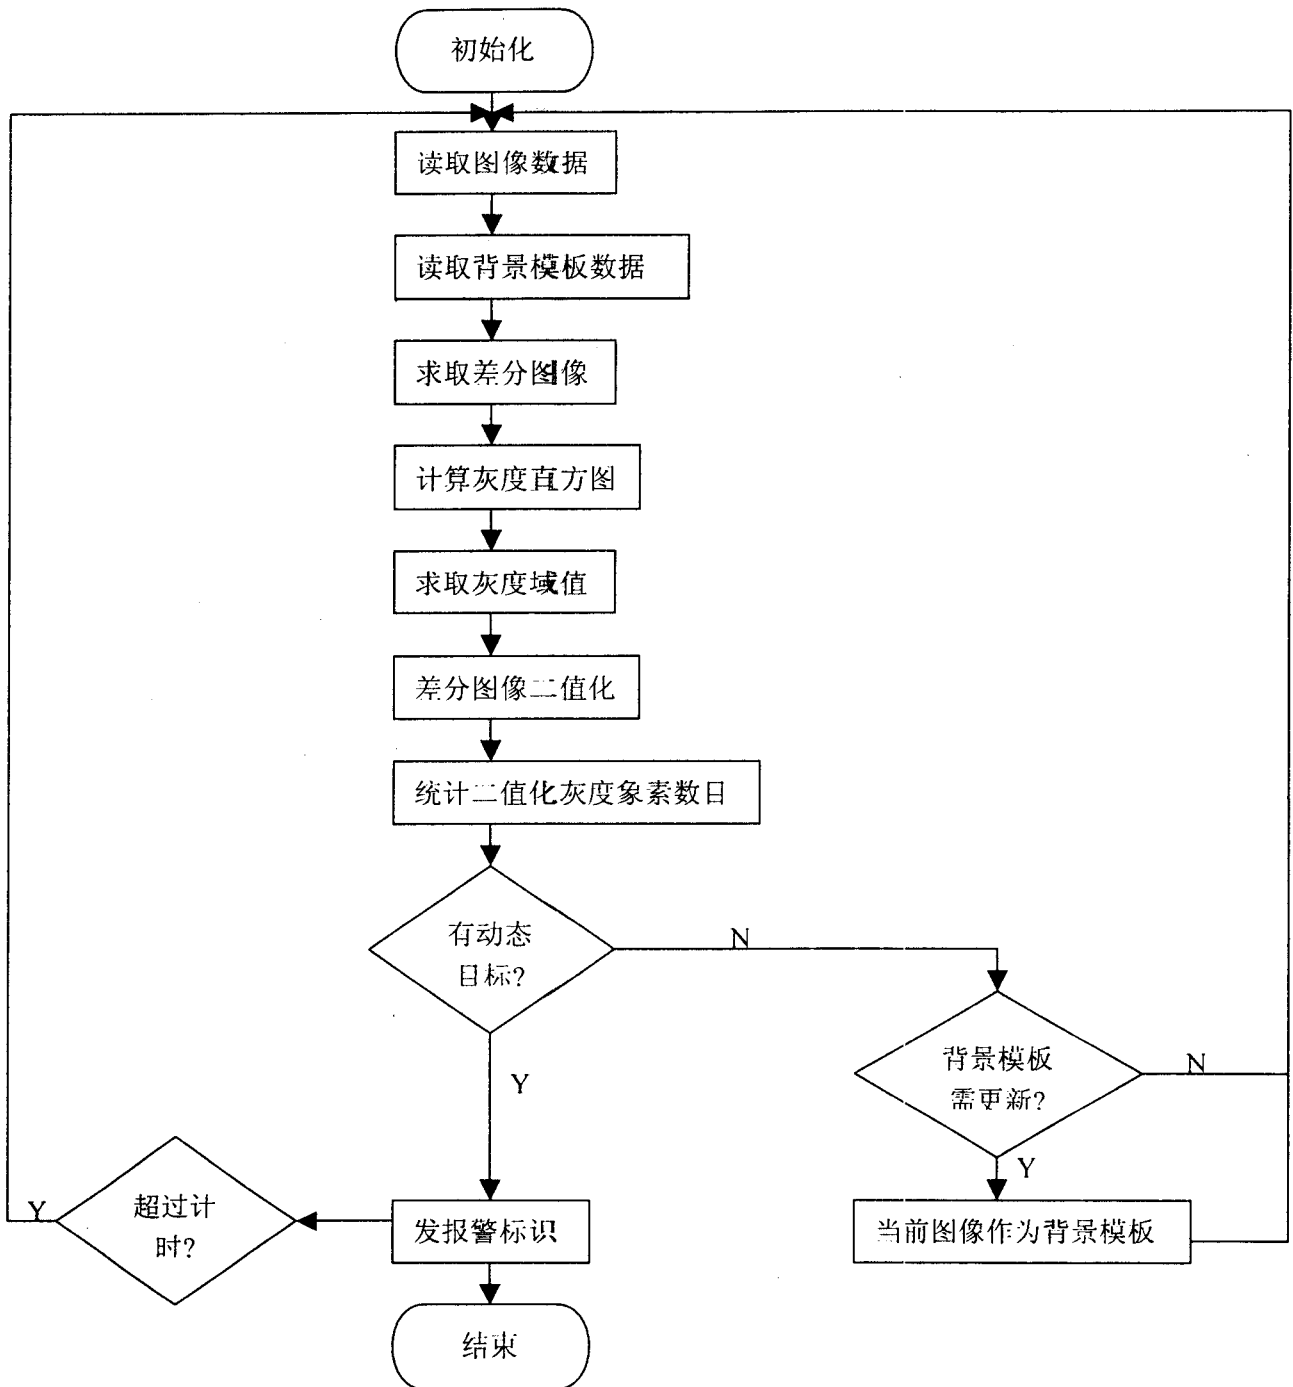 初始化
读取图像数据
读取背景模板数据
求取差分图像
计算灰度直方图
求取灰度域值
差分图像二值化
统计二值化灰度象素数目
有动态
目标?
N
背景模板
需更新?
N
Y
Y
超过计
时?
Y
发报警标识
当前图像作为背景模板
结束